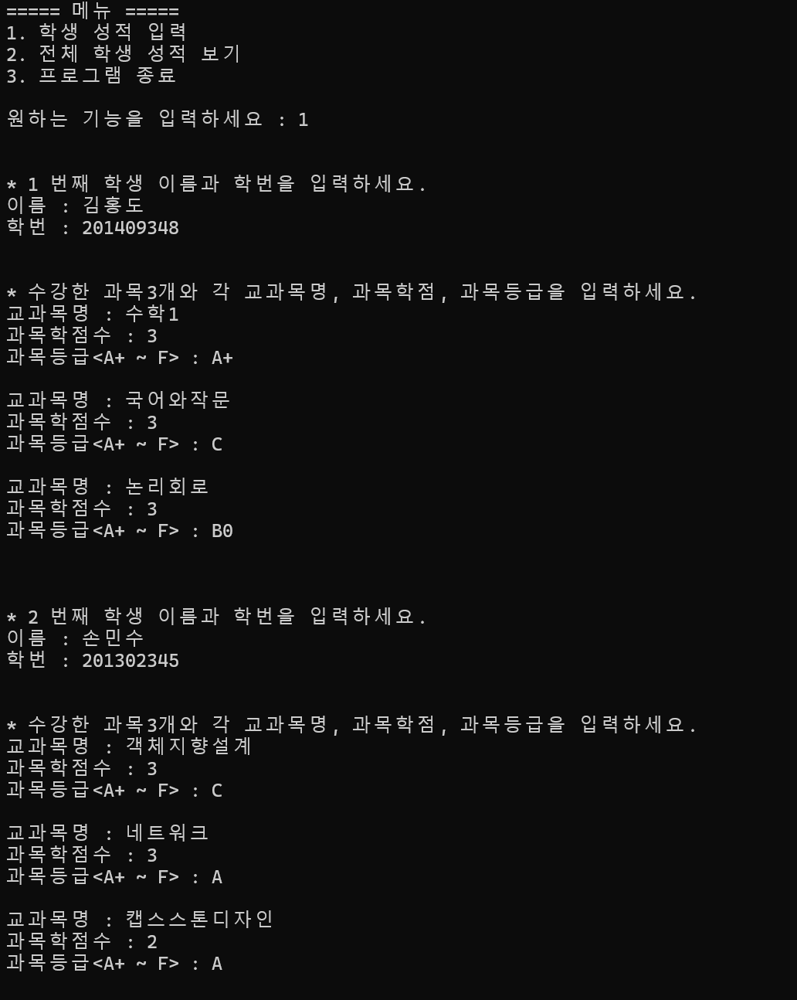 ===== 메뉴 =====
1. 학생 성적 입력
2. 전체 학생 성적 보기
3. 프로그램 종료
원하는 기능을 입력하세요 : 1
* 1 번째 학생 이름과 학번을 입력하세요.
이름 : 김홍도
학번 : 201409348
* 수강한 과목3개와 각 교과목명, 과목학점, 과목등급을 입력하세요.
교과목명 : 수학1
과목학점수 : 3
과목등급<A+ ~ F> : A+
교과목명 : 국어와작문
과목학점수 : 3
과목등급<A+ ~ F> : C
교과목명 : 논리회로
과목학점수 : 3
과목등급<A+ ~ F> : B0
* 2 번째 학생 이름과 학번을 입력하세요.
이름 : 손민수
학번 : 201302345
* 수강한 과목3개와 각 교과목명, 과목학점, 과목등급을 입력하세요.
교과목명 : 객체지향설계
과목학점수 : 3
과목등급<A+ ~ F> : C
교과목명 : 네트워크
과목학점수 : 3
과목등급<A+ ~ F> : A
교과목명 : 캡스스톤디자인
과목학점수 : 2
과목등급<A+ ~ F> : A